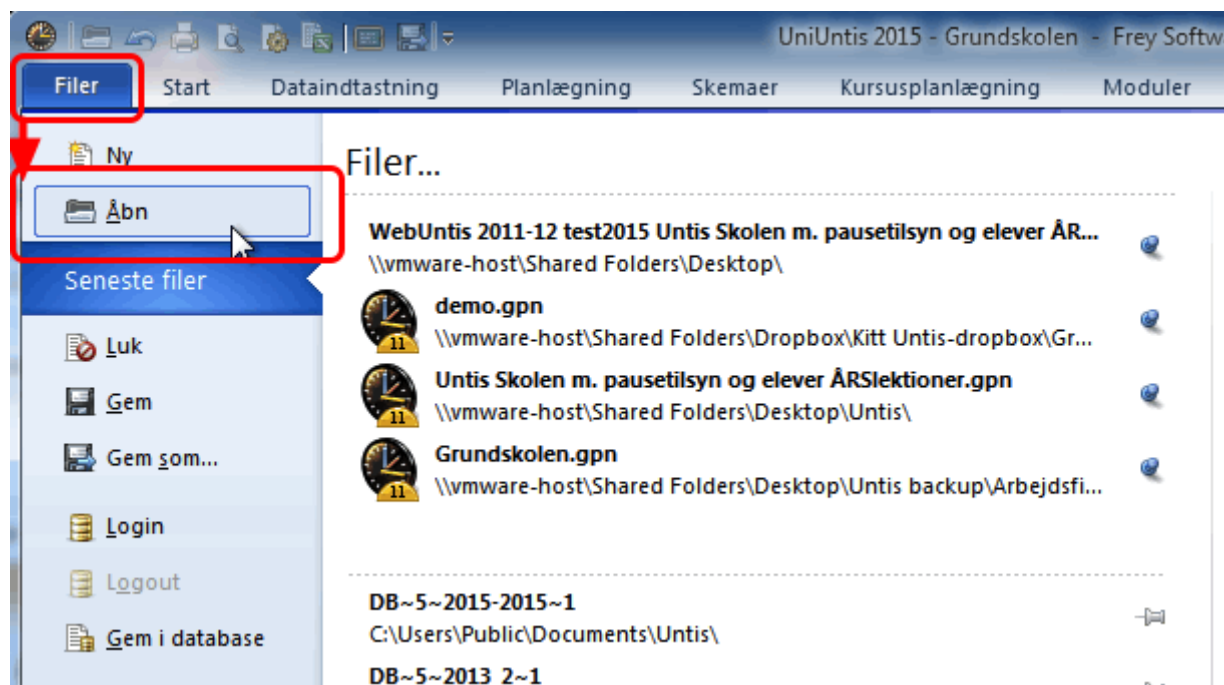 UniUntis 2015 - Grundskolen - Frey Softw
Filer Start Dataindtastning Planlægning Skemaer Kursusplanlægning Moduler
Ny
Åbn
Seneste filer
Luk
Gem
Gem som...
Login
Logout
Gem i database
Filer...
WebUntis 2011-12 test2015 Untis Skolen m. pausetilsyn og elever ÅR...
\\vmware-host\Shared Folders\Desktop\
demo.gpn
11
\\vmware-host\Shared Folders\Dropbox\Kitt Untis-dropbox\Gr...
Untis Skolen m. pausetilsyn og elever ÅRSlektioner.gpn
11
\\vmware-host\Shared Folders\Desktop\Untis\
Grundskolen.gpn
11
\\vmware-host\Shared Folders\Desktop\Untis backup\Arbejdsfi...
DB~5~2015-2015~1
C:\Users\Public\Documents\Untis\
DB~5~2013_2~1